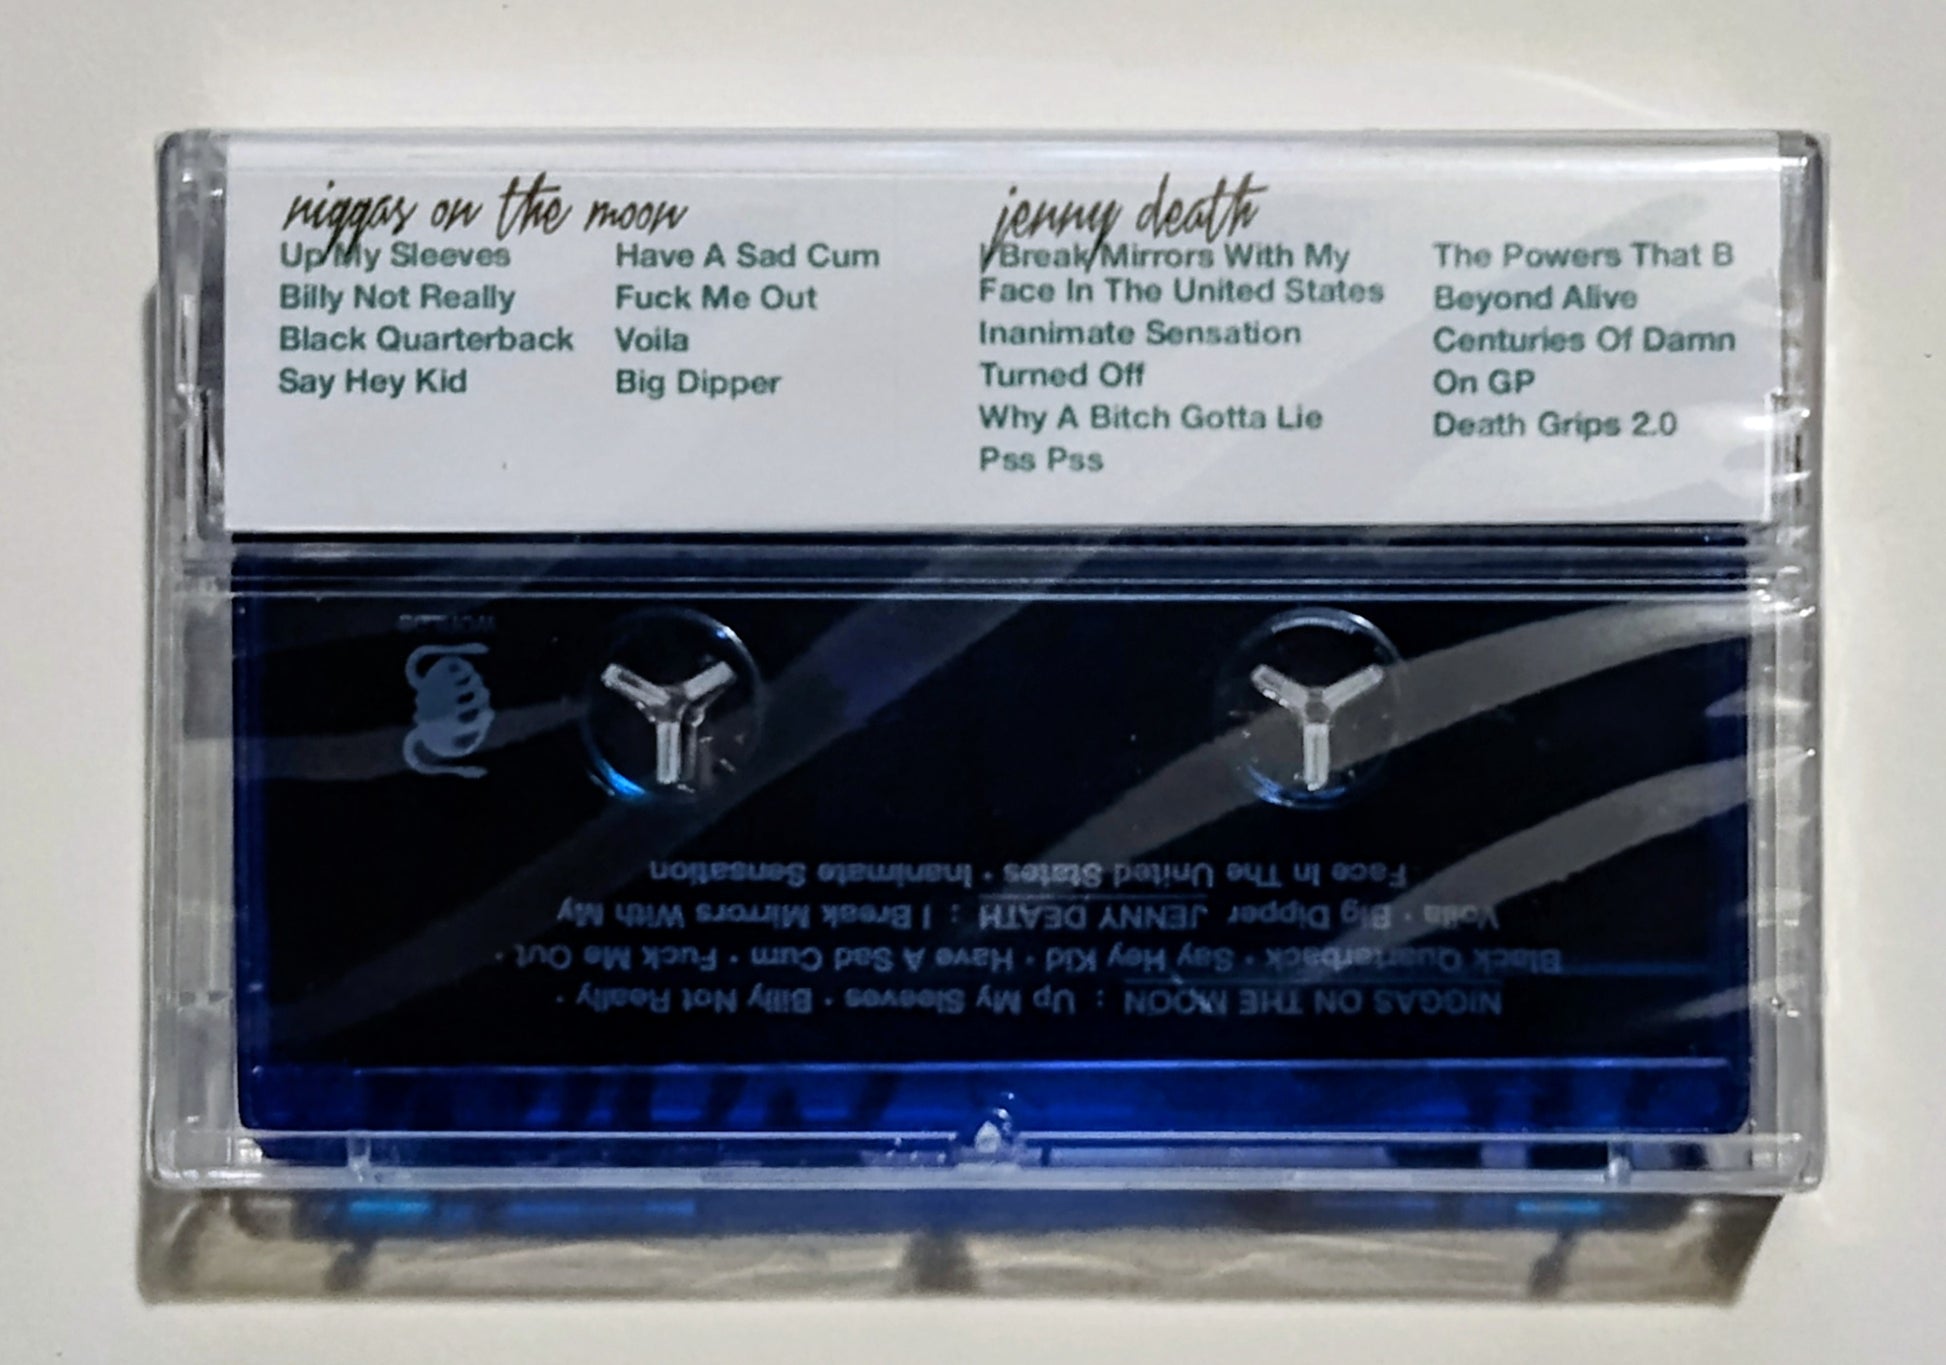 niggas on the moon
Up My Sleeves
Billy Not Really
Black Quarterback
Say Hey Kid
Have A Sad Cum
Fuck Me Out
Voila
Big Dipper
jenny death
I Break Mirrors With My
Face In The United States
Inanimate Sensation
Turned Off
Why A Bitch Gotta Lie
Pss Pss
The Powers That B
Beyond Alive
Centuries Of Damn
On GP
Death Grips 2.0
NIGGAS ON THE MOON : Up My Sleeves · Billy Not Really ·
Black Quarterback · Say Hey Kid · Have A Sad Cum · Fuck Me Out ·
Voila · Big Dipper JENNY DEATH : I Break Mirrors With My
Face In The United States · Inanimate Sensation